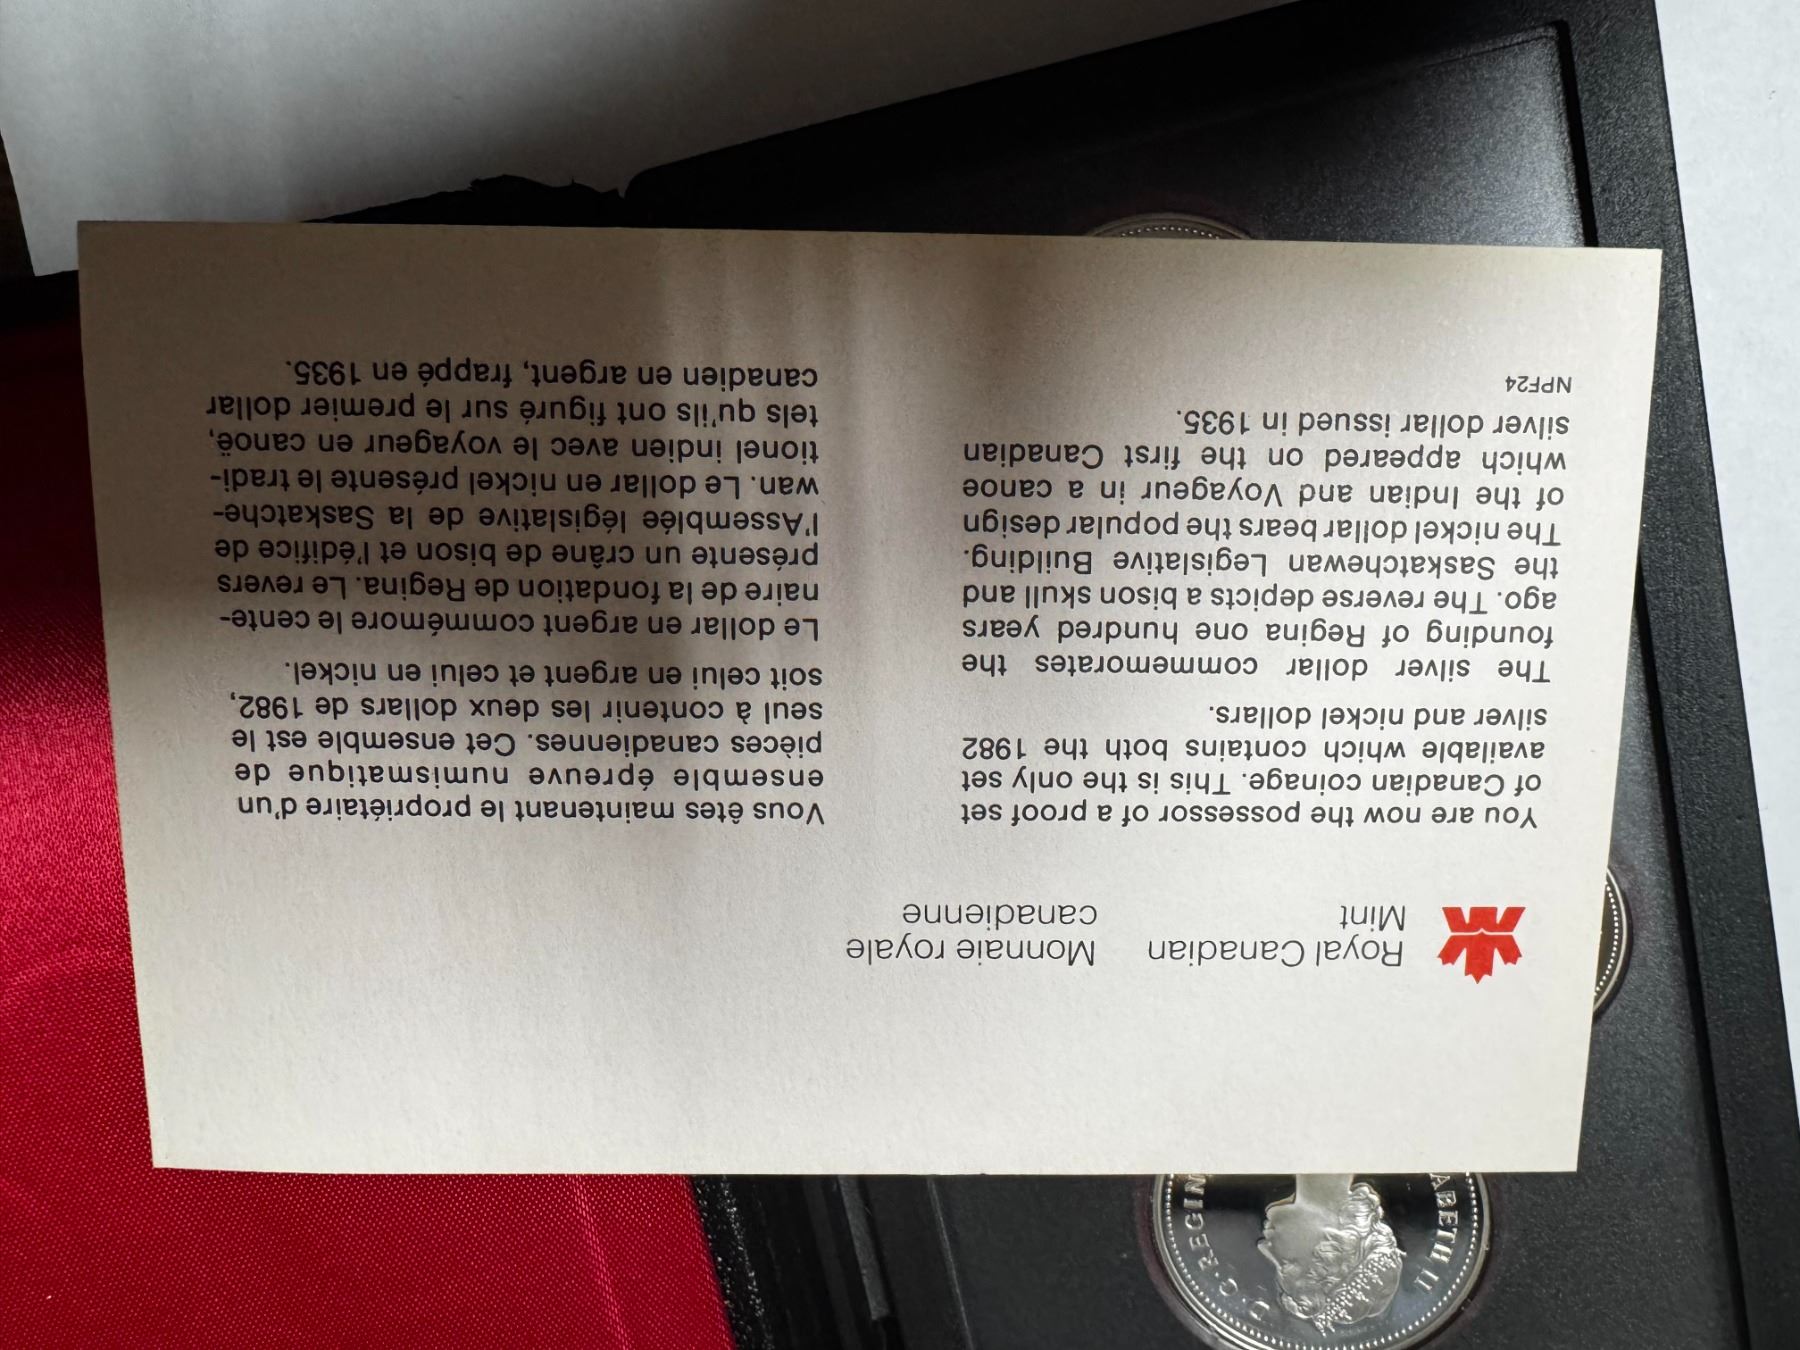 Royal Canadian
Mint
Monnaie royale
canadienne
You are now the possessor of a proof set
of Canadian coinage. This is the only set
available which contains both the 1982
silver and nickel dollars.
The silver dollar commemorates the
founding of Regina one hundred years
ago. The reverse depicts a bison skull and
the Saskatchewan Legislative Building.
The nickel dollar bears the popular design
of the Indian and Voyageur in a canoe
which appeared on the first Canadian
silver dollar issued in 1935.
NPF24
Vous êtes maintenant le propriétaire d'un
ensemble épreuve numismatique de
pièces canadiennes. Cet ensemble est le
seul à contenir les deux dollars de 1982,
soit celui en argent et celui en nickel.
Le dollar en argent commémore le cente-
naire de la fondation de Regina. Le revers
présente un crâne de bison et l'édifice de
l'Assemblée législative de la Saskatche-
wan. Le dollar en nickel présente le tradi-
tionel indien avec le voyageur en canoë,
tels qu'ils ont figuré sur le premier dollar
canadien en argent, frappé en 1935.
ABETH II
D·G·REGIN